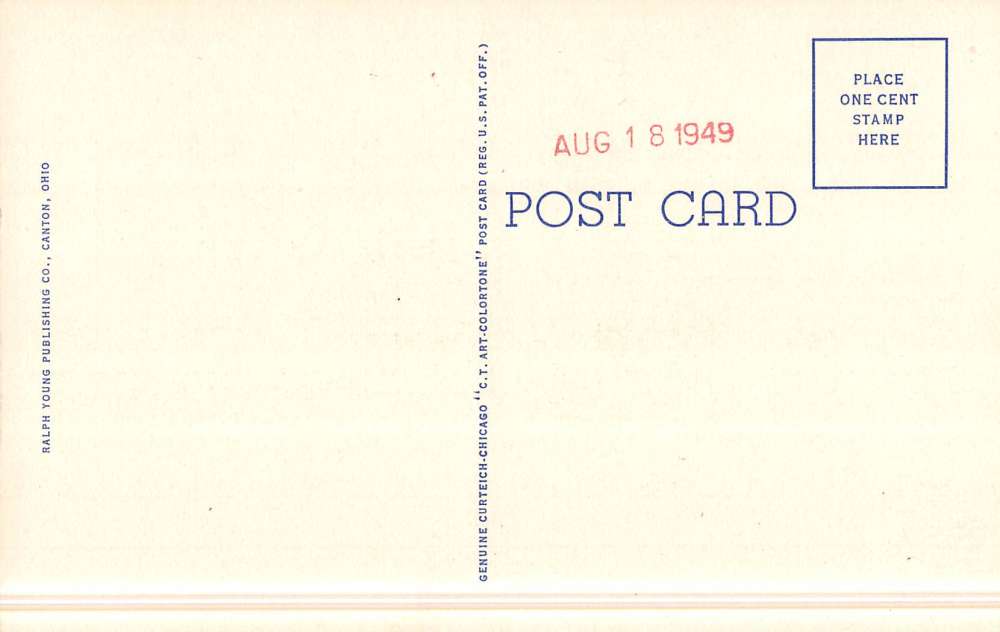 RALPH YOUNG PUBLISHING CO., CANTON, OHIO
GENUINE CURTEICH-CHICAGO "C.T. ART-COLORTONE" POST CARD (REG. U.S. PAT. OFF.)
AUG 18 1949
POST CARD
PLACE
ONE CENT
STAMP
HERE